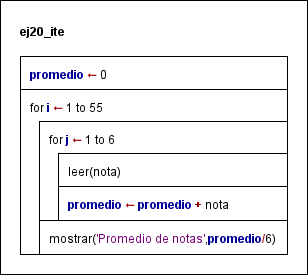 ej20_ite
promedio ← 0
for i ← 1 to 55
for j ← 1 to 6
leer(nota)
promedio ← promedio + nota
mostrar('Promedio de notas',promedio/6)